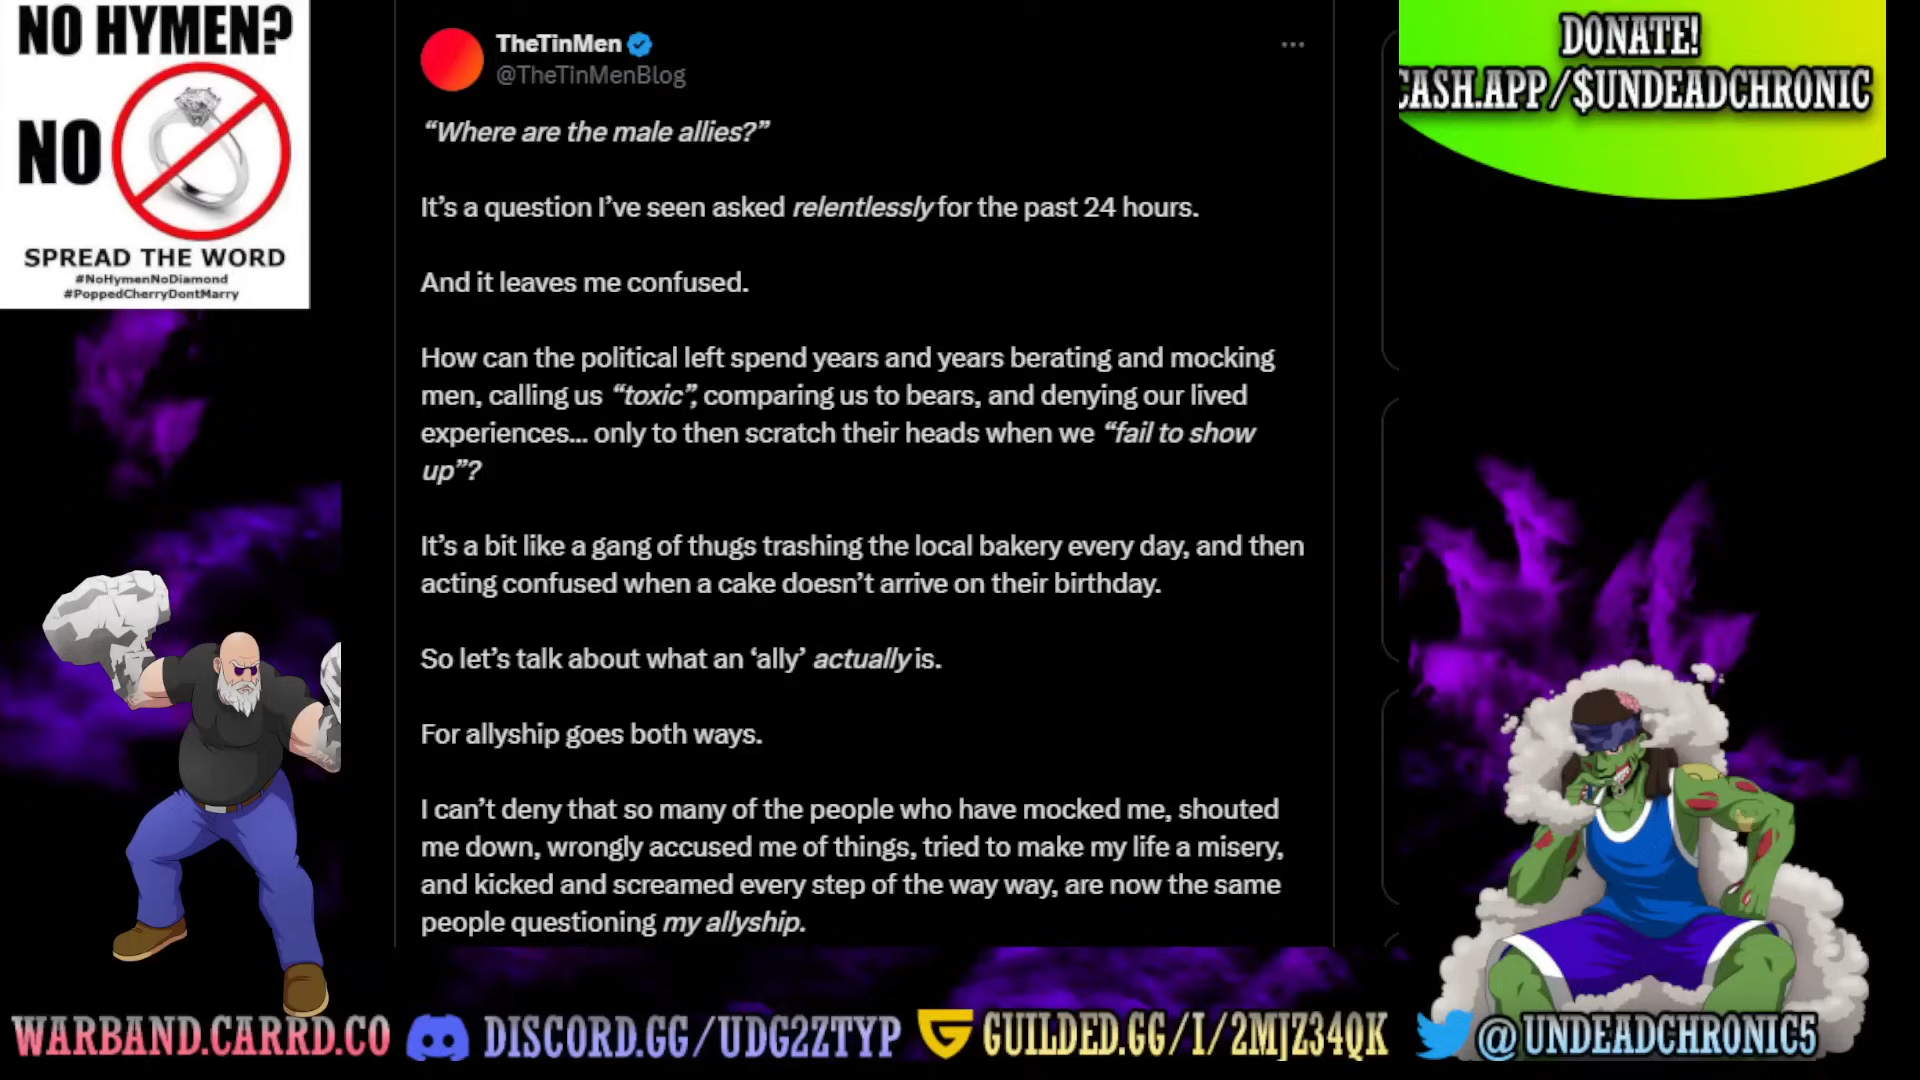 NO HYMEN?
NO
SPREAD THE WORD
#NoHymenNoDiamond
#PoppedCherryDontMarry
TheTinMen
@TheTinMenBlog
“Where are the male allies?”
It’s a question I’ve seen asked relentlessly for the past 24 hours.
And it leaves me confused.
How can the political left spend years and years berating and mocking
men, calling us “toxic”, comparing us to bears, and denying our lived
experiences... only to then scratch their heads when we “fail to show
up”?
It’s a bit like a gang of thugs trashing the local bakery every day, and then
acting confused when a cake doesn’t arrive on their birthday.
So let’s talk about what an ‘ally’ actually is.
For allyship goes both ways.
I can’t deny that so many of the people who have mocked me, shouted
me down, wrongly accused me of things, tried to make my life a misery,
and kicked and screamed every step of the way way, are now the same
people questioning my allyship.
DONATE!
CASH.APP/$UNDEADCHRONIC
WARBAND.CARRD.CO
DISCORD.GG/UDG2ZTYP
GUILDED.GG/I/2MJZ34QK
@UNDEADCHRONIC5